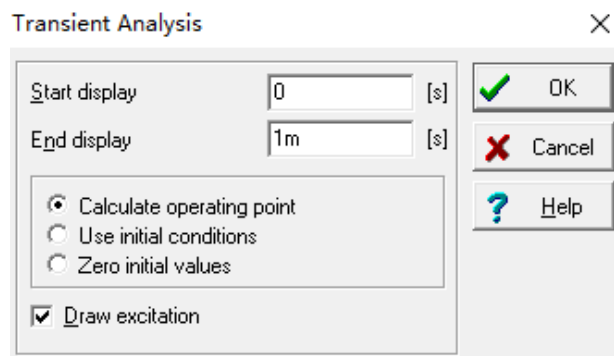 Transient Analysis
Start display 0 [s] OK
End display 1m [s] Cancel
Calculate operating point Help
Use initial conditions
Zero initial values
Draw excitation